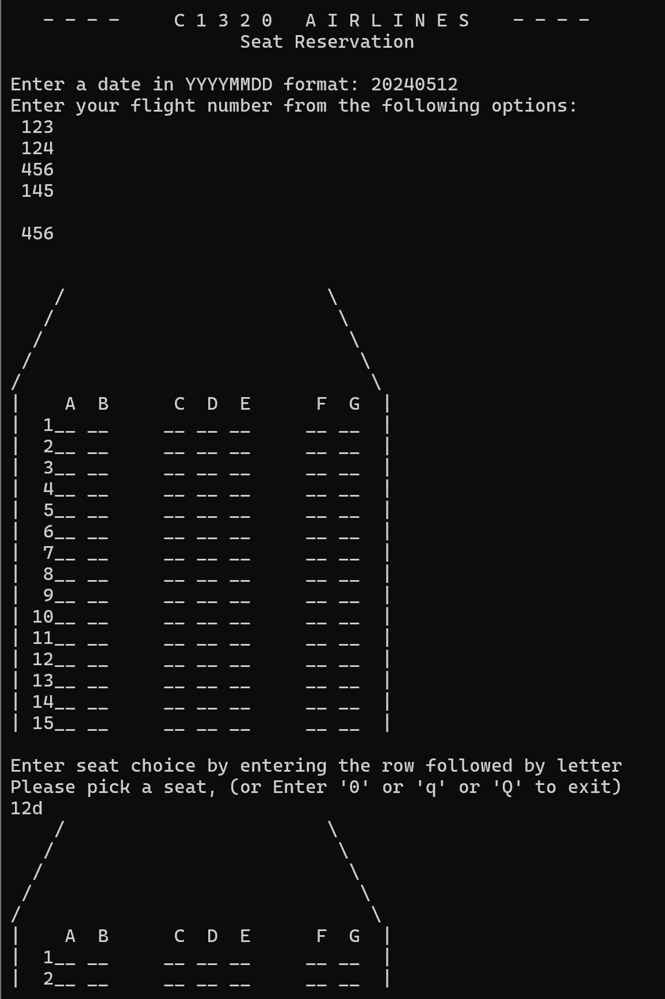 - - - -     C 1 3 2 0   A I R L I N E S    - - - -
Seat Reservation
Enter a date in YYYYMMDD format: 20240512
Enter your flight number from the following options:
123
124
456
145
456
/                        \
/                          \
/                            \
/                              \
/                                \
|    A  B      C  D  E      F  G  |
|  1__ __     __ __ __     __ __  |
|  2__ __     __ __ __     __ __  |
|  3__ __     __ __ __     __ __  |
|  4__ __     __ __ __     __ __  |
|  5__ __     __ __ __     __ __  |
|  6__ __     __ __ __     __ __  |
|  7__ __     __ __ __     __ __  |
|  8__ __     __ __ __     __ __  |
|  9__ __     __ __ __     __ __  |
| 10__ __     __ __ __     __ __  |
| 11__ __     __ __ __     __ __  |
| 12__ __     __ __ __     __ __  |
| 13__ __     __ __ __     __ __  |
| 14__ __     __ __ __     __ __  |
| 15__ __     __ __ __     __ __  |
Enter seat choice by entering the row followed by letter
Please pick a seat, (or Enter '0' or 'q' or 'Q' to exit)
12d
/                        \
/                          \
/                            \
/                              \
/                                \
|    A  B      C  D  E      F  G  |
|  1__ __     __ __ __     __ __  |
|  2__ __     __ __ __     __ __  |